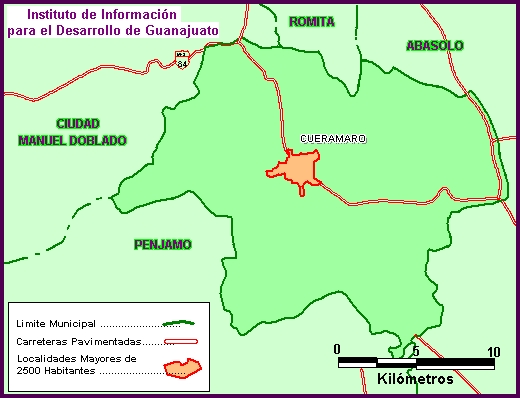 Instituto de Información
para el Desarrollo de Guanajuato
ROMITA
ABASOLO
84
CIUDAD
MANUEL DOBLADO
CUERAMARO
PENJAMO
Limite Municipal
Carreteras Pavimentadas
Localidades Mayores de
2500 Habitantes
0 5 10
Kilómetros